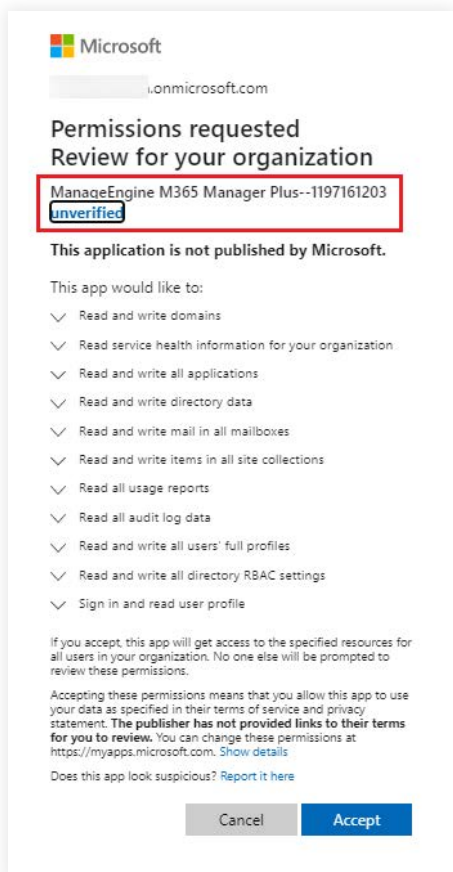 Microsoft
.onmicrosoft.com
Permissions requested
Review for your organization
ManageEngine M365 Manager Plus--1197161203
unverified
This application is not published by Microsoft.
This app would like to:
Read and write domains
Read service health information for your organization
Read and write all applications
Read and write directory data
Read and write mail in all mailboxes
Read and write items in all site collections
Read all usage reports
Read all audit log data
Read and write all users' full profiles
Read and write all directory RBAC settings
Sign in and read user profile
If you accept, this app will get access to the specified resources for
all users in your organization. No one else will be prompted to
review these permissions.
Accepting these permissions means that you allow this app to use
your data as specified in their terms of service and privacy
statement. The publisher has not provided links to their terms
for you to review. You can change these permissions at
https://myapps.microsoft.com. Show details
Does this app look suspicious? Report it here
Cancel Accept